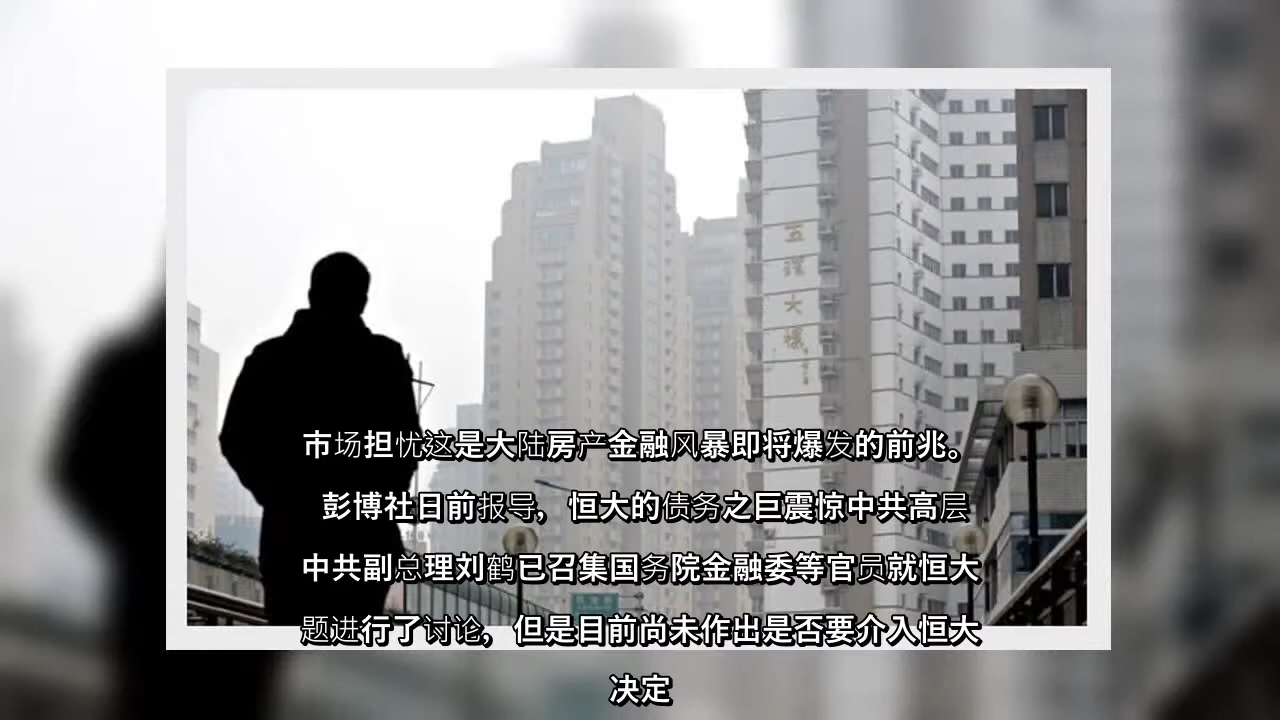 五洋大楼
市场担忧这是大陆房产金融风暴即将爆发的前兆。
彭博社日前报导，恒大的债务之巨震惊中共高层
中共副总理刘鹤已召集国务院金融委等官员就恒大
题进行了讨论，但是目前尚未作出是否要介入恒大
决定